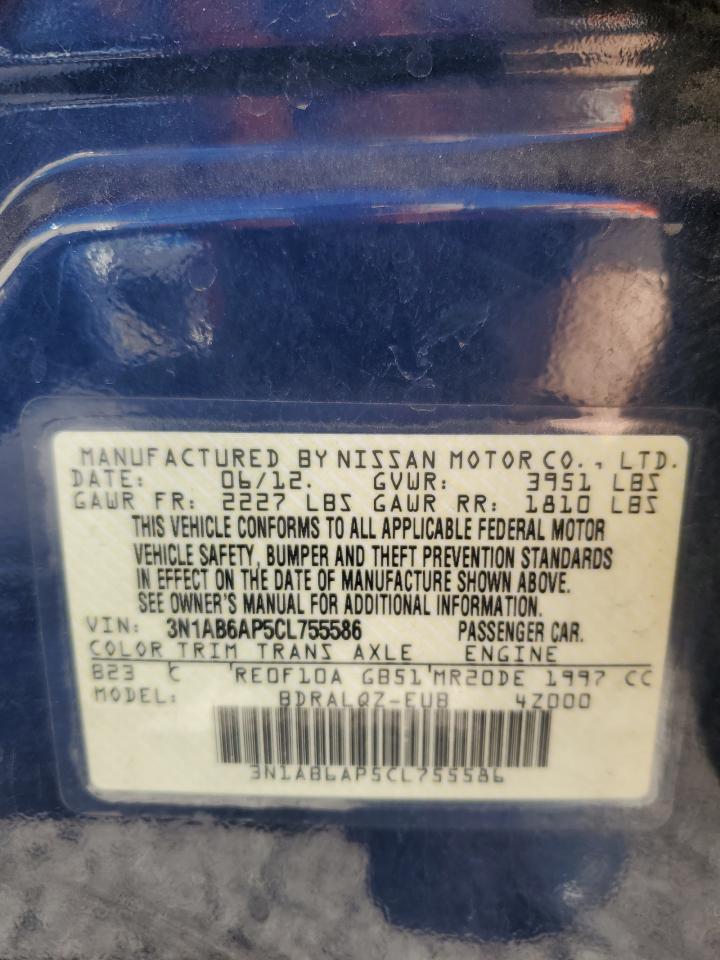 MANUFACTURED BY NISSAN MOTOR CO., LTD.
DATE: 06/12. GVWR: 3951 LBS
GAWR FR: 2227 LBS GAWR RR: 1810 LBS
THIS VEHICLE CONFORMS TO ALL APPLICABLE FEDERAL MOTOR
VEHICLE SAFETY, BUMPER AND THEFT PREVENTION STANDARDS
IN EFFECT ON THE DATE OF MANUFACTURE SHOWN ABOVE.
SEE OWNER'S MANUAL FOR ADDITIONAL INFORMATION.
VIN: 3N1AB6AP5CL755586 PASSENGER CAR.
COLOR TRIM TRANS AXLE ENGINE
B23 C RE0F10A GB51 MR20DE 1997 CC
MODEL: BDRALQZ-EUB 4Z000
3N1AB6AP5CL755586